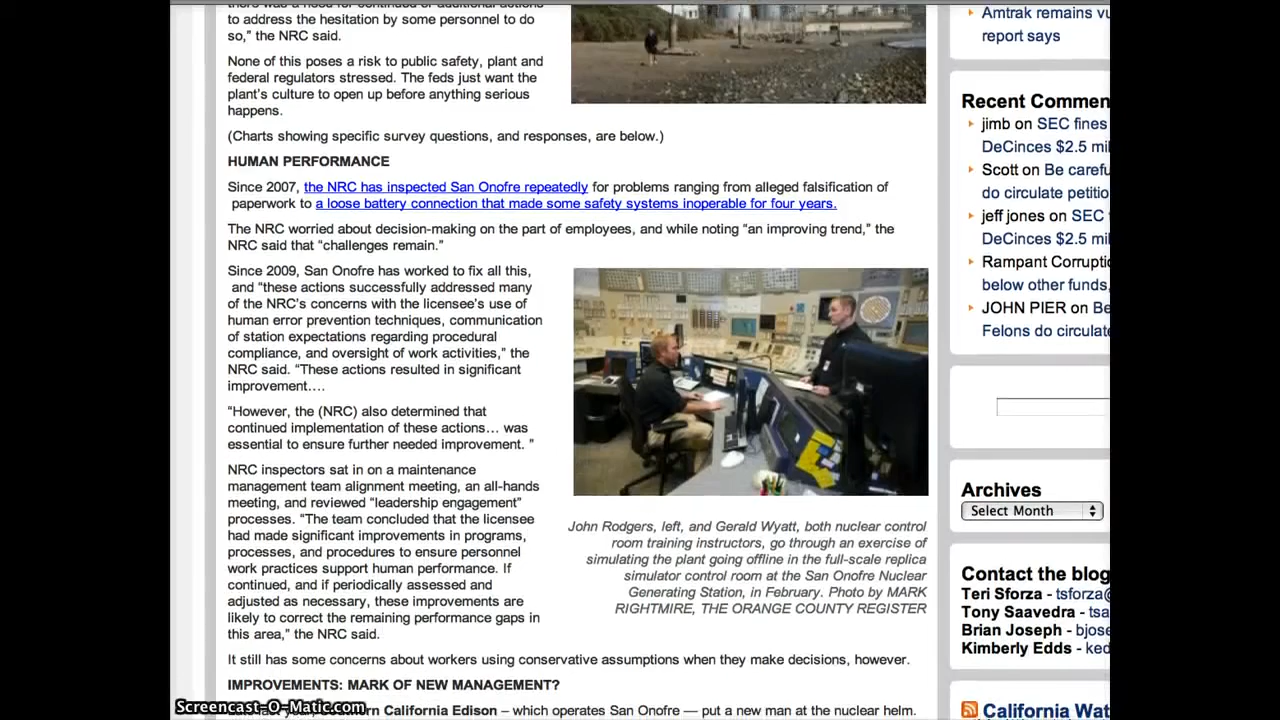 to address the hesitation by some personnel to do
so,” the NRC said.
None of this poses a risk to public safety, plant and
federal regulators stressed. The feds just want the
plant’s culture to open up before anything serious
happens.
(Charts showing specific survey questions, and responses, are below.)
HUMAN PERFORMANCE
Since 2007, the NRC has inspected San Onofre repeatedly for problems ranging from alleged falsification of
paperwork to a loose battery connection that made some safety systems inoperable for four years.
The NRC worried about decision-making on the part of employees, and while noting “an improving trend,” the
NRC said that “challenges remain.”
Since 2009, San Onofre has worked to fix all this,
and “these actions successfully addressed many
of the NRC’s concerns with the licensee’s use of
human error prevention techniques, communication
of station expectations regarding procedural
compliance, and oversight of work activities,” the
NRC said. “These actions resulted in significant
improvement….
“However, the (NRC) also determined that
continued implementation of these actions… was
essential to ensure further needed improvement. ”
NRC inspectors sat in on a maintenance
management team alignment meeting, an all-hands
meeting, and reviewed “leadership engagement”
processes. “The team concluded that the licensee
had made significant improvements in programs,
processes, and procedures to ensure personnel
work practices support human performance. If
continued, and if periodically assessed and
adjusted as necessary, these improvements are
likely to correct the remaining performance gaps in
this area,” the NRC said.
John Rodgers, left, and Gerald Wyatt, both nuclear control
room training instructors, go through an exercise of
simulating the plant going offline in the full-scale replica
simulator control room at the San Onofre Nuclear
Generating Station, in February. Photo by MARK
RIGHTMIRE, THE ORANGE COUNTY REGISTER
It still has some concerns about workers using conservative assumptions when they make decisions, however.
IMPROVEMENTS: MARK OF NEW MANAGEMENT?
California Edison – which operates San Onofre — put a new man at the nuclear helm.
Screencast-O-Matic.com
Amtrak remains vu
report says
Recent Commen
jimb on SEC fines
DeCinces $2.5 mil
Scott on Be carefu
do circulate petitio
jeff jones on SEC
DeCinces $2.5 mil
Rampant Corrupti
below other funds,
JOHN PIER on Be
Felons do circulate
Archives
Select Month
Contact the blog
Teri Sforza - tsforza@
Tony Saavedra - tsa
Brian Joseph - bjose
Kimberly Edds - ked
California Wat